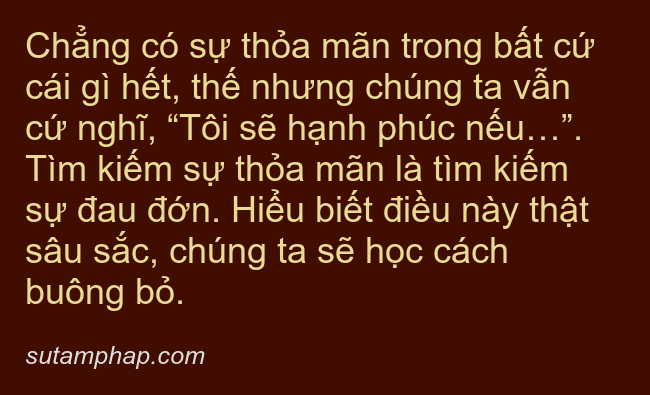 Chẳng có sự thỏa mãn trong bất cứ
cái gì hết, thế nhưng chúng ta vẫn
cứ nghĩ, “Tôi sẽ hạnh phúc nếu…”.
Tìm kiếm sự thỏa mãn là tìm kiếm
sự đau đớn. Hiểu biết điều này thật
sâu sắc, chúng ta sẽ học cách
buông bỏ.
sutamphap.com